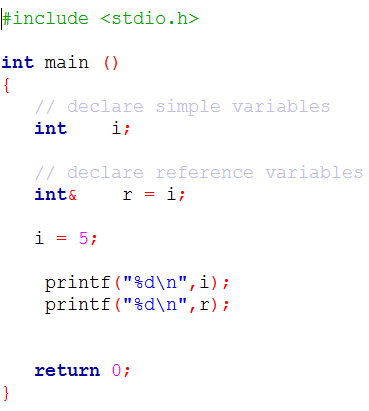 #include <stdio.h>
int main ()
{
// declare simple variables
int i;
// declare reference variables
int& r = i;
i = 5;
printf("%d\n",i);
printf("%d\n",r);
return 0;
}